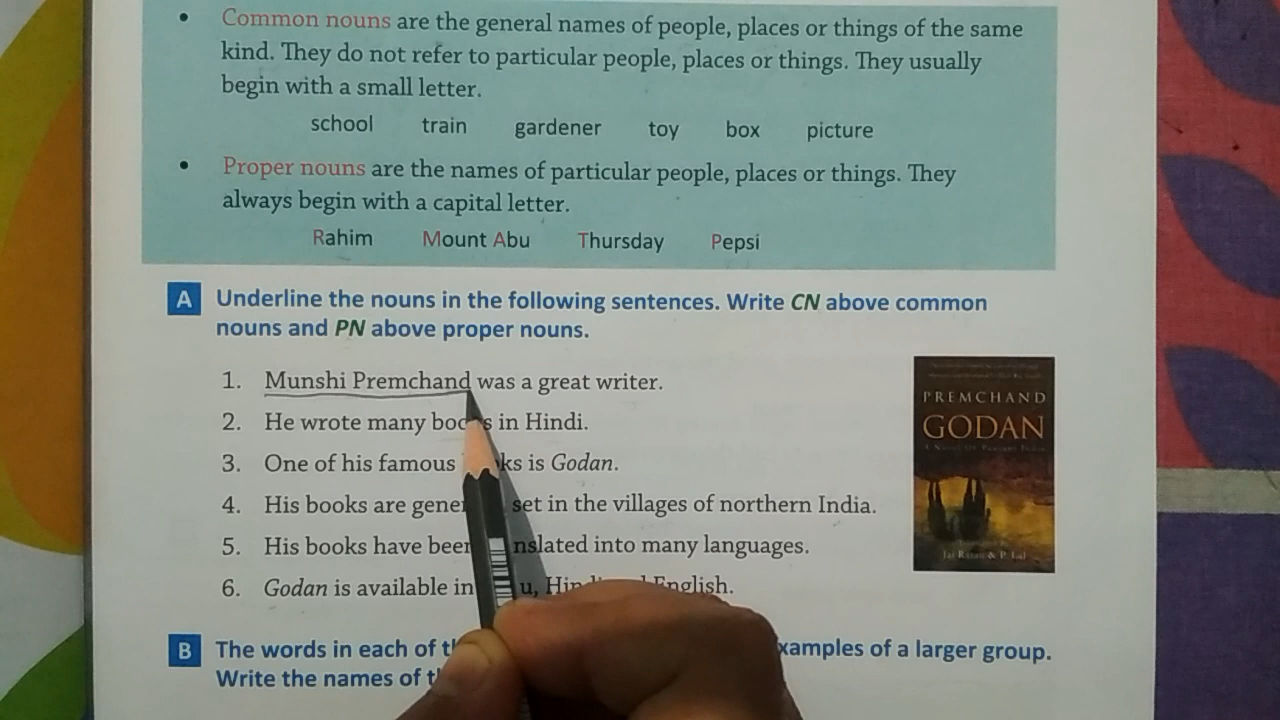 • Common nouns are the general names of people, places or things of the same
kind. They do not refer to particular people, places or things. They usually
begin with a small letter.
school train gardener toy box picture
• Proper nouns are the names of particular people, places or things. They
always begin with a capital letter.
Rahim Mount Abu Thursday Pepsi
A Underline the nouns in the following sentences. Write CN above common
nouns and PN above proper nouns.
1. Munshi Premchand was a great writer.
2. He wrote many books in Hindi.
3. One of his famous is Godan.
4. His books are set in the villages of northern India.
5. His books have been into many languages.
6. Godan is available in English.
PREMCHAND
GODAN
Jai Ratan & P. Lal
B The words in each of examples of a larger group.
Write the names of